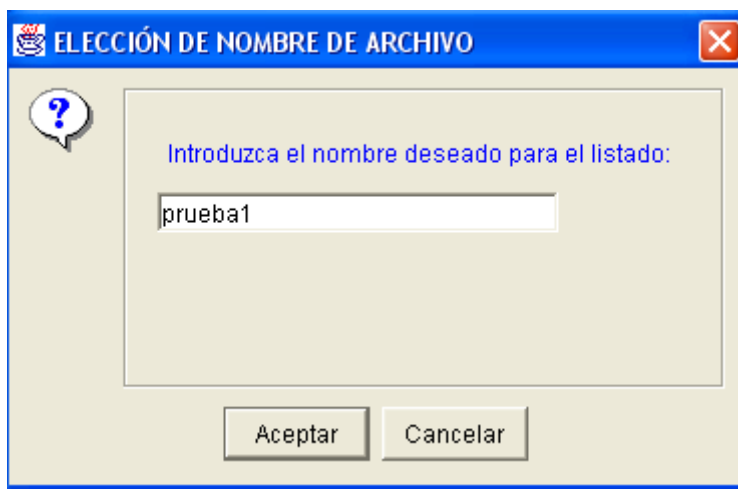 ELECCIÓN DE NOMBRE DE ARCHIVO
Introduzca el nombre deseado para el listado:
prueba1
Aceptar Cancelar